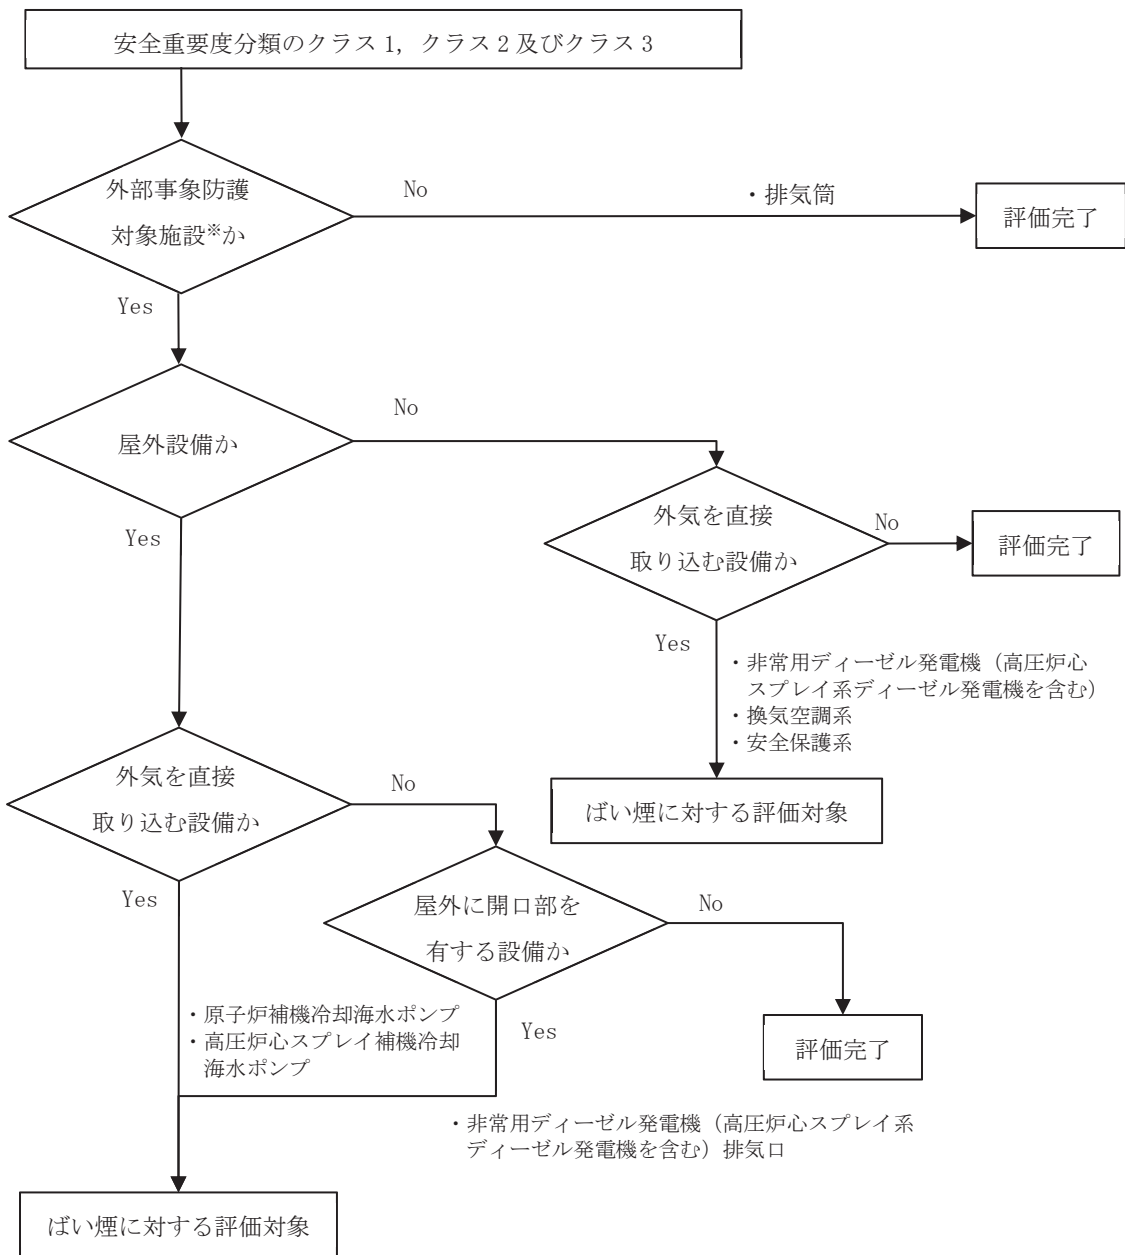 安全重要度分類のクラス1，クラス2及びクラス3
外部事象防護
対象施設※か
No
・排気筒
評価完了
Yes
屋外設備か
No
Yes
外気を直接
取り込む設備か
No
評価完了
Yes
・非常用ディーゼル発電機（高圧炉心
スプレイ系ディーゼル発電機を含む）
・換気空調系
・安全保護系
ばい煙に対する評価対象
外気を直接
取り込む設備か
No
Yes
屋外に開口部を
有する設備か
No
・原子炉補機冷却海水ポンプ
・高圧炉心スプレイ補機冷却
海水ポンプ
Yes
評価完了
・非常用ディーゼル発電機（高圧炉心スプレイ系
ディーゼル発電機を含む）排気口
ばい煙に対する評価対象